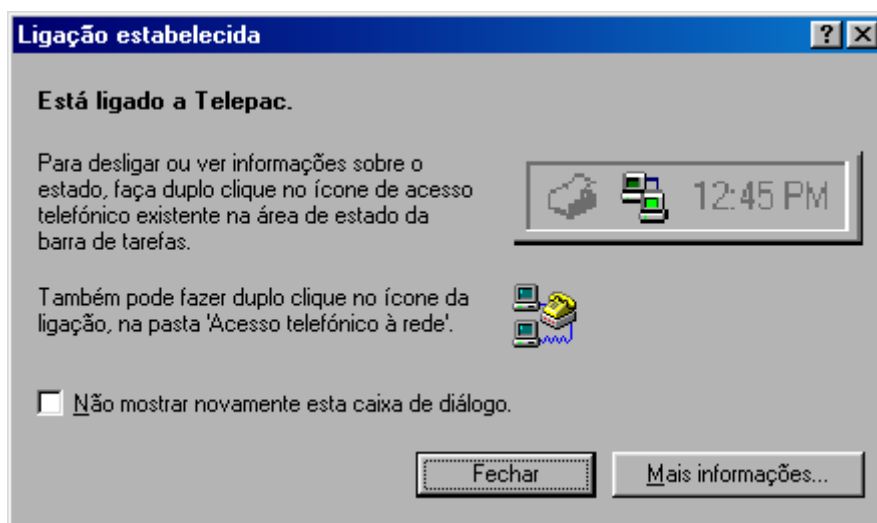 Ligação estabelecida
Está ligado a Telepac.
Para desligar ou ver informações sobre o
estado, faça duplo clique no ícone de acesso
telefónico existente na área de estado da
barra de tarefas.
12:45 PM
Também pode fazer duplo clique no ícone da
ligação, na pasta 'Acesso telefónico à rede'.
Não mostrar novamente esta caixa de diálogo.
Fechar
Mais informações...